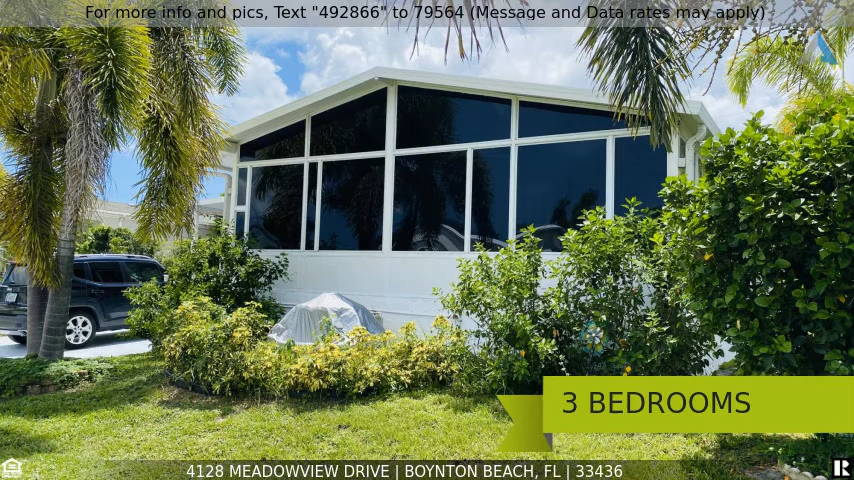 For more info and pics, Text "492866" to 79564 (Message and Data rates may apply)
3 BEDROOMS
4128 MEADOWVIEW DRIVE | BOYNTON BEACH, FL | 33436